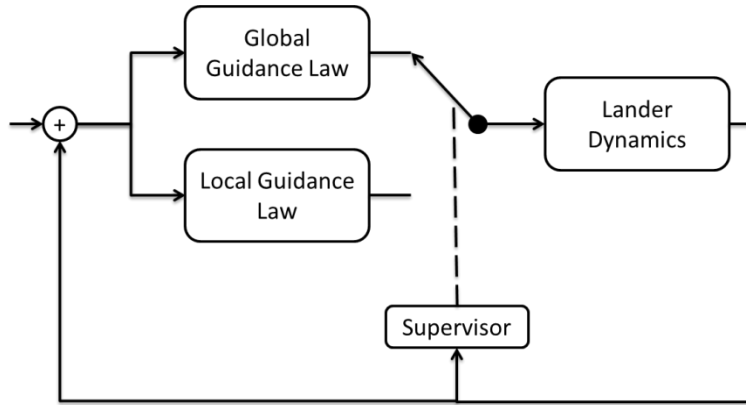 Global
Guidance Law
+
Lander
Dynamics
Local Guidance
Law
Supervisor